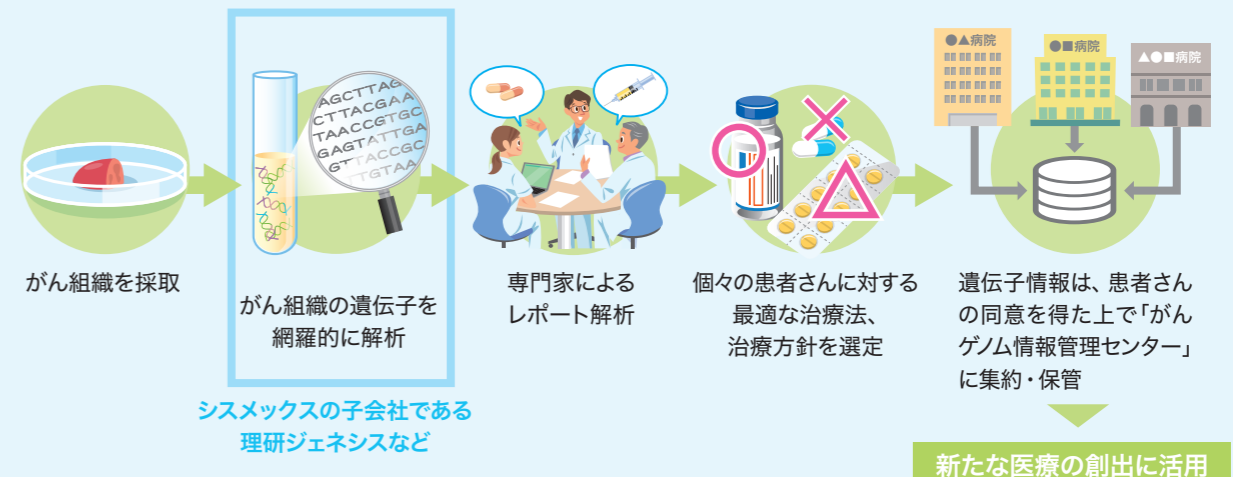 ●▲病院
●■病院
▲●■病院
AGCTTAG
CTTACGAA
TAACCGTGC
GAGTATTGA
GTTACCGC
TTGTAA
がん組織を採取
がん組織の遺伝子を
網羅的に解析
専門家による
レポート解析
個々の患者さんに対する
最適な治療法、
治療方針を選定
遺伝子情報は、患者さん
の同意を得た上で「がん
ゲノム情報管理センター」
に集約・保管
シスメックスの子会社である
理研ジェネシスなど
新たな医療の創出に活用